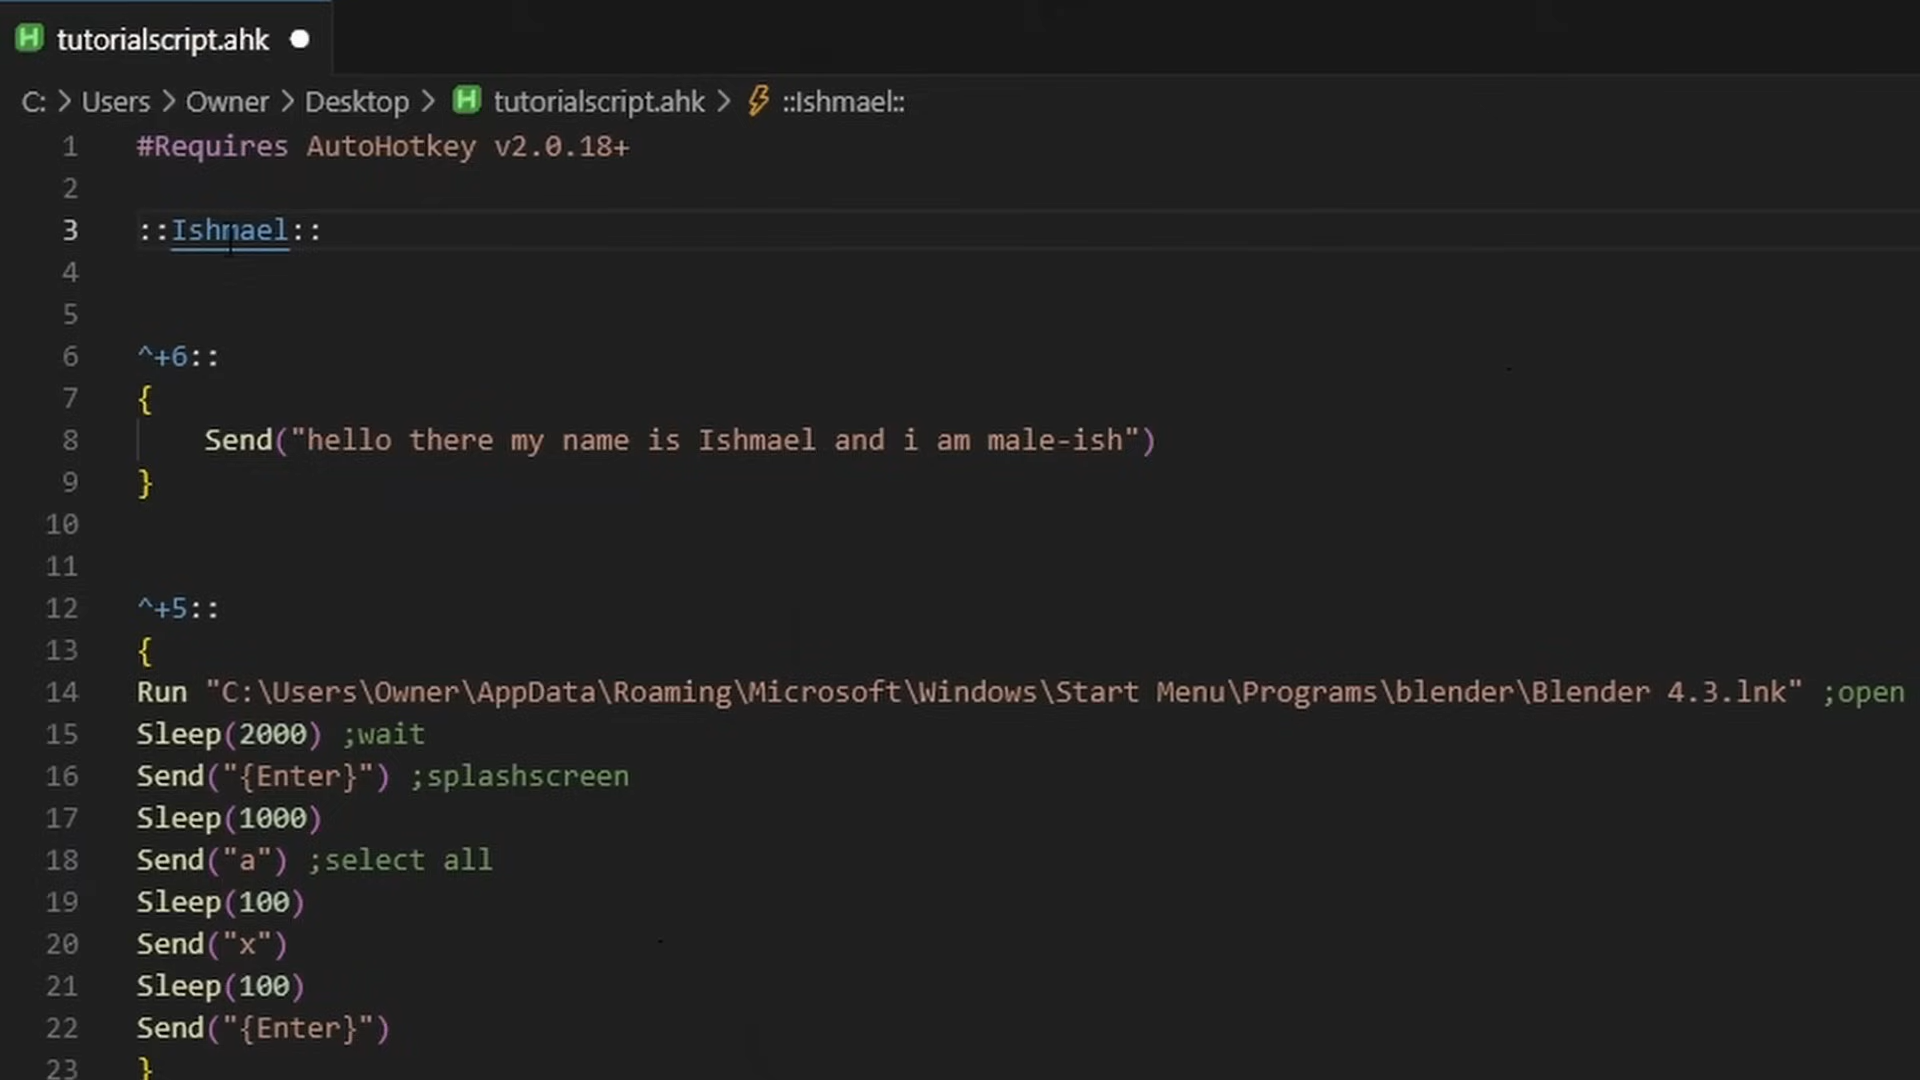 tutorialscript.ahk
C: > Users > Owner > Desktop > tutorialscript.ahk > ::Ishmael::
1 #Requires AutoHotkey v2.0.18+
2
3 ::Ishmael::
4
5
6 ^+6::
7 {
8 Send("hello there my name is Ishmael and i am male-ish")
9 }
10
11
12 ^+5::
13 {
14 Run "C:\Users\Owner\AppData\Roaming\Microsoft\Windows\Start Menu\Programs\blender\Blender 4.3.lnk" ;open
15 Sleep(2000) ;wait
16 Send("{Enter}") ;splashscreen
17 Sleep(1000)
18 Send("a") ;select all
19 Sleep(100)
20 Send("x")
21 Sleep(100)
22 Send("{Enter}")
23 }